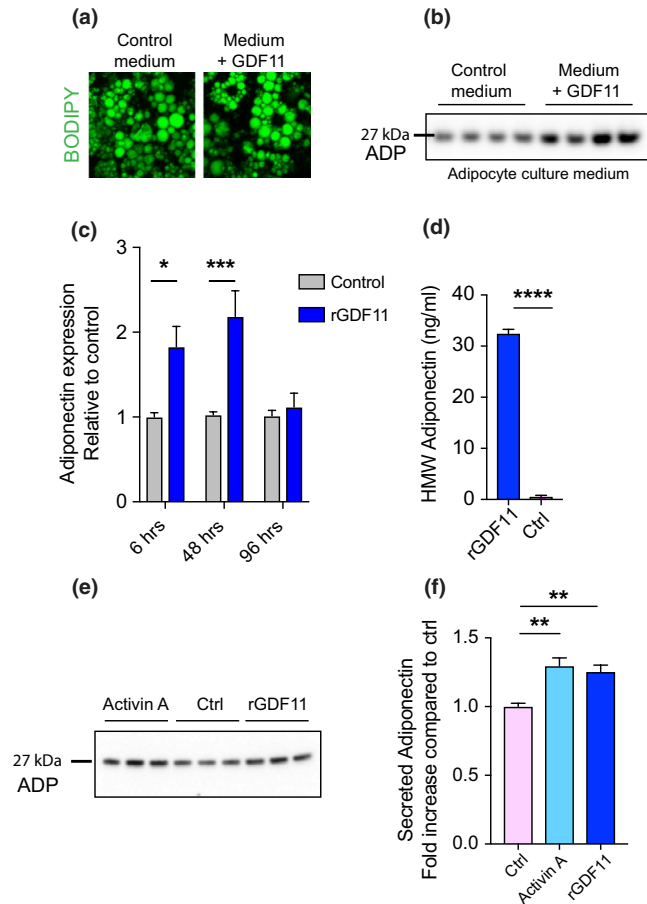 (a)
Control
medium
Medium
+ GDF11
BODIPY
(b)
Control
medium
Medium
+ GDF11
27 kDa
ADP
Adipocyte culture medium
(c)
Adiponectin expression
Relative to control
3
2
1
0
*
***
Control
rGDF11
6 hrs
48 hrs
96 hrs
(d)
HMW Adiponectin (ng/ml)
40
30
20
10
0
****
rGDF11
Ctrl
(e)
Activin A
Ctrl
rGDF11
27 kDa
ADP
(f)
Secreted Adiponectin
Fold increase compared to ctrl
1.5
1.0
0.5
0.0
**
**
Ctrl
Activin A
rGDF11